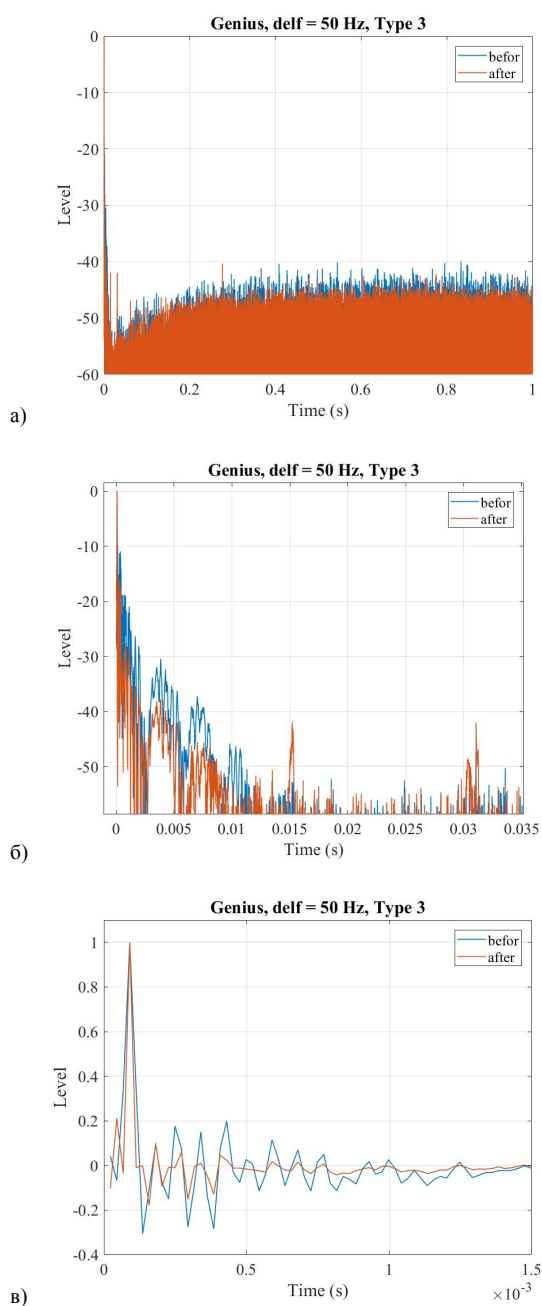 Genius, delf = 50 Hz, Type 3
0
-10
-20
-30
-40
-50
-60
Level
befor
after
0 0.2 0.4 0.6 0.8 1
Time (s)
а)
Genius, delf = 50 Hz, Type 3
0
-10
-20
-30
-40
-50
Level
befor
after
0 0.005 0.01 0.015 0.02 0.025 0.03 0.035
Time (s)
б)
Genius, delf = 50 Hz, Type 3
1
0.8
0.6
0.4
0.2
0
-0.2
-0.4
Level
befor
after
0 0.5 1 1.5
Time (s)
×10⁻³
в)